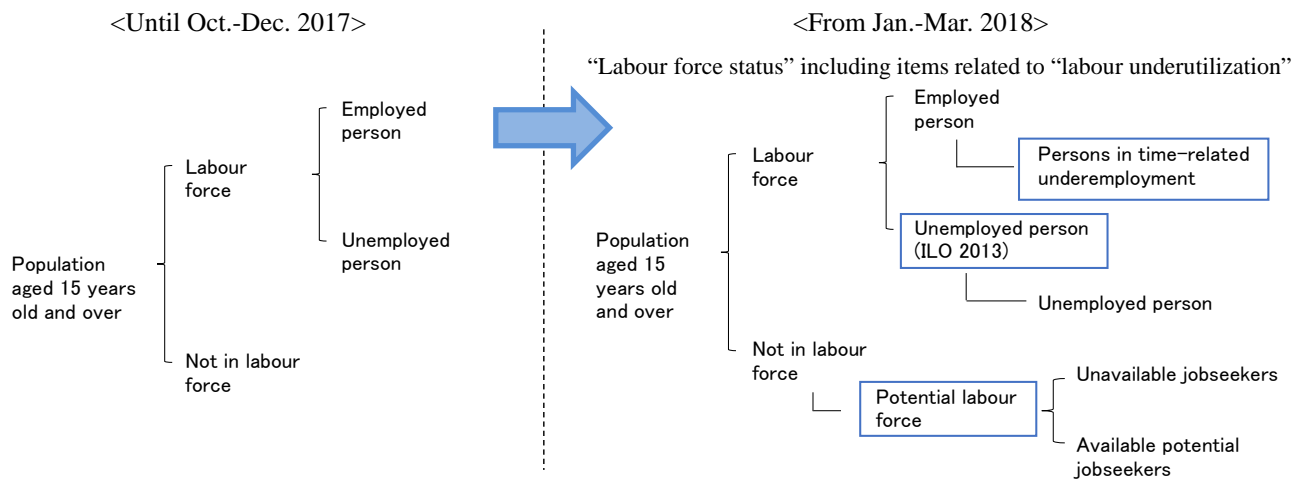 <Until Oct.-Dec. 2017>
Employed
person
Labour
force
Unemployed
person
Population
aged 15 years
old and over
Not in labour
force
<From Jan.-Mar. 2018>
“Labour force status” including items related to “labour underutilization”
Employed
person
Persons in time-related
underemployment
Labour
force
Unemployed person
(ILO 2013)
Unemployed person
Population
aged 15
years old
and over
Not in labour
force
Potential labour
force
Unavailable jobseekers
Available potential
jobseekers